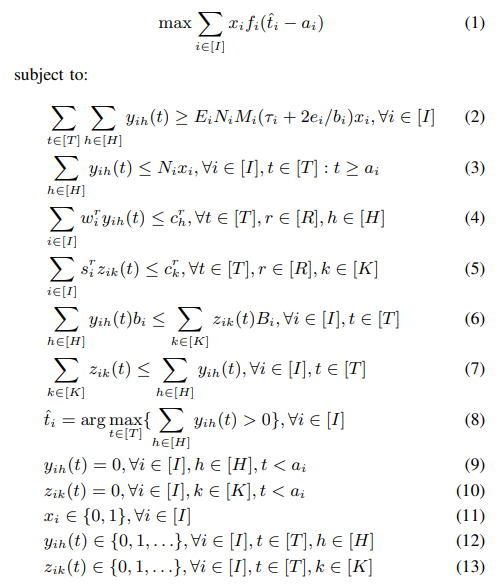 max ∑_{i∈[I]} x_i f_i(t̂_i − a_i) (1)
subject to:
∑_{t∈[T]} ∑_{h∈[H]} y_{ih}(t) ≥ E_i N_i M_i(τ_i + 2e_i/b_i)x_i, ∀i ∈ [I] (2)
∑_{h∈[H]} y_{ih}(t) ≤ N_i x_i, ∀i ∈ [I], t ∈ [T] : t ≥ a_i (3)
∑_{i∈[I]} w_i^r y_{ih}(t) ≤ c_h^r, ∀t ∈ [T], r ∈ [R], h ∈ [H] (4)
∑_{i∈[I]} s_i^r z_{ik}(t) ≤ c_k^r, ∀t ∈ [T], r ∈ [R], k ∈ [K] (5)
∑_{h∈[H]} y_{ih}(t)b_i ≤ ∑_{k∈[K]} z_{ik}(t)B_i, ∀i ∈ [I], t ∈ [T] (6)
∑_{k∈[K]} z_{ik}(t) ≤ ∑_{h∈[H]} y_{ih}(t), ∀i ∈ [I], t ∈ [T] (7)
t̂_i = arg max_{t∈[T]}{∑_{h∈[H]} y_{ih}(t) > 0}, ∀i ∈ [I] (8)
y_{ih}(t) = 0, ∀i ∈ [I], h ∈ [H], t < a_i (9)
z_{ik}(t) = 0, ∀i ∈ [I], k ∈ [K], t < a_i (10)
x_i ∈ {0, 1}, ∀i ∈ [I] (11)
y_{ih}(t) ∈ {0, 1, …}, ∀i ∈ [I], t ∈ [T], h ∈ [H] (12)
z_{ik}(t) ∈ {0, 1, …}, ∀i ∈ [I], t ∈ [T], k ∈ [K] (13)